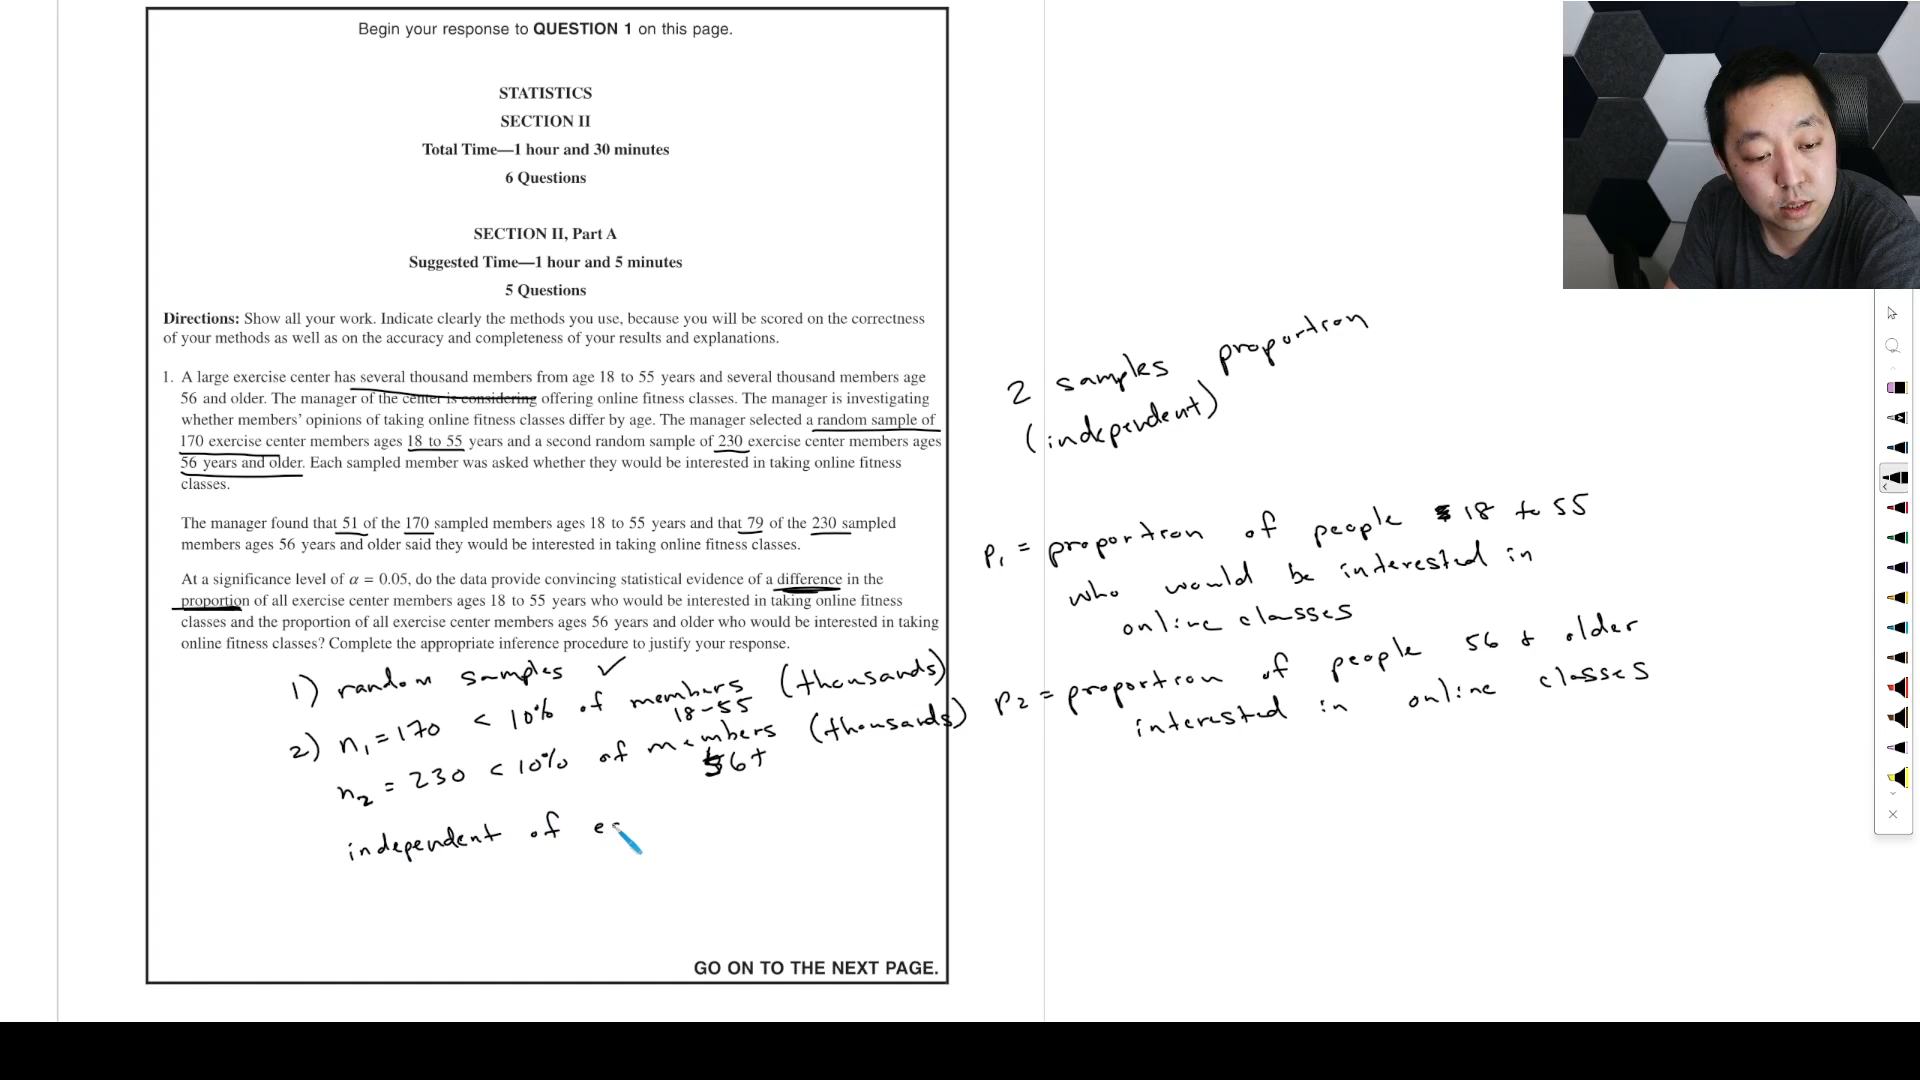 Begin your response to QUESTION 1 on this page.
STATISTICS
SECTION II
Total Time—1 hour and 30 minutes
6 Questions
SECTION II, Part A
Suggested Time—1 hour and 5 minutes
5 Questions
Directions: Show all your work. Indicate clearly the methods you use, because you will be scored on the correctness
of your methods as well as on the accuracy and completeness of your results and explanations.
1. A large exercise center has several thousand members from age 18 to 55 years and several thousand members age
56 and older. The manager of the center is considering offering online fitness classes. The manager is investigating
whether members' opinions of taking online fitness classes differ by age. The manager selected a random sample of
170 exercise center members ages 18 to 55 years and a second random sample of 230 exercise center members ages
56 years and older. Each sampled member was asked whether they would be interested in taking online fitness
classes.
The manager found that 51 of the 170 sampled members ages 18 to 55 years and that 79 of the 230 sampled
members ages 56 years and older said they would be interested in taking online fitness classes.
At a significance level of α = 0.05, do the data provide convincing statistical evidence of a difference in the
proportion of all exercise center members ages 18 to 55 years who would be interested in taking online fitness
classes and the proportion of all exercise center members ages 56 years and older who would be interested in taking
online fitness classes? Complete the appropriate inference procedure to justify your response.
1) random samples ✓
2) n₁ = 170 < 10% of members (thousands)
18-55
n₂ = 230 < 10% of members (thousands)
56+
independent of
GO ON TO THE NEXT PAGE.
2 samples proportion
(independent)
p₁ = proportion of people 18 to 55
who would be interested in
online classes
p₂ = proportion of people 56 & older
interested in online classes